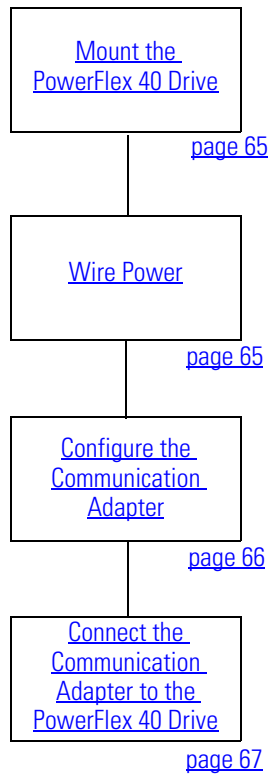 Mount the
PowerFlex 40 Drive
page 65
Wire Power
page 65
Configure the
Communication
Adapter
page 66
Connect the
Communication
Adapter to the
PowerFlex 40 Drive
page 67